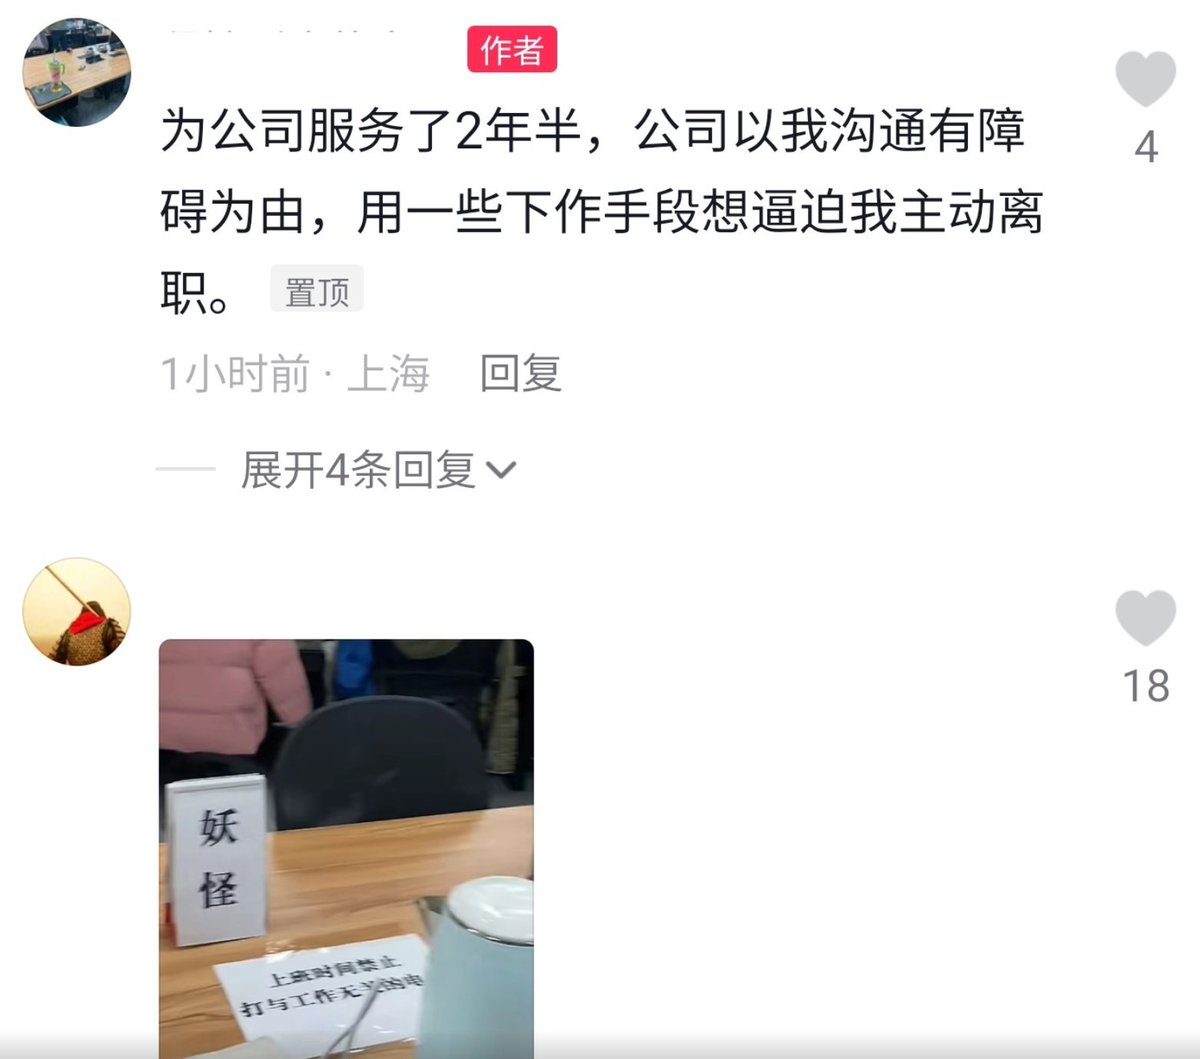 作者
为公司服务了2年半，公司以我沟通有障
碍为由，用一些下作手段想逼迫我主动离
职。 置顶
1小时前 · 上海 回复
4
展开4条回复
18
妖
怪
上班时间禁止
打与工作无关的电